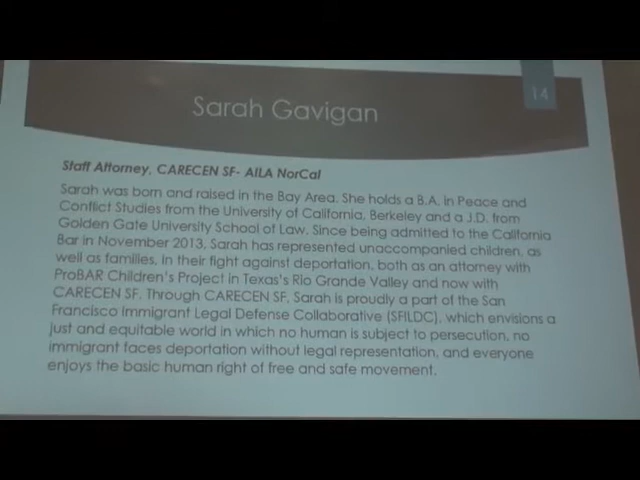 14
Sarah Gavigan
Staff Attorney, CARECEN SF- AILA NorCal
Sarah was born and raised in the Bay Area. She holds a B.A. in Peace and
Conflict Studies from the University of California, Berkeley and a J.D. from
Golden Gate University School of Law. Since being admitted to the California
Bar in November 2013, Sarah has represented unaccompanied children, as
well as families, in their fight against deportation, both as an attorney with
ProBAR Children's Project in Texas's Rio Grande Valley and now with
CARECEN SF. Through CARECEN SF, Sarah is proudly a part of the San
Francisco Immigrant Legal Defense Collaborative (SFILDC), which envisions a
just and equitable world in which no human is subject to persecution, no
immigrant faces deportation without legal representation, and everyone
enjoys the basic human right of free and safe movement.